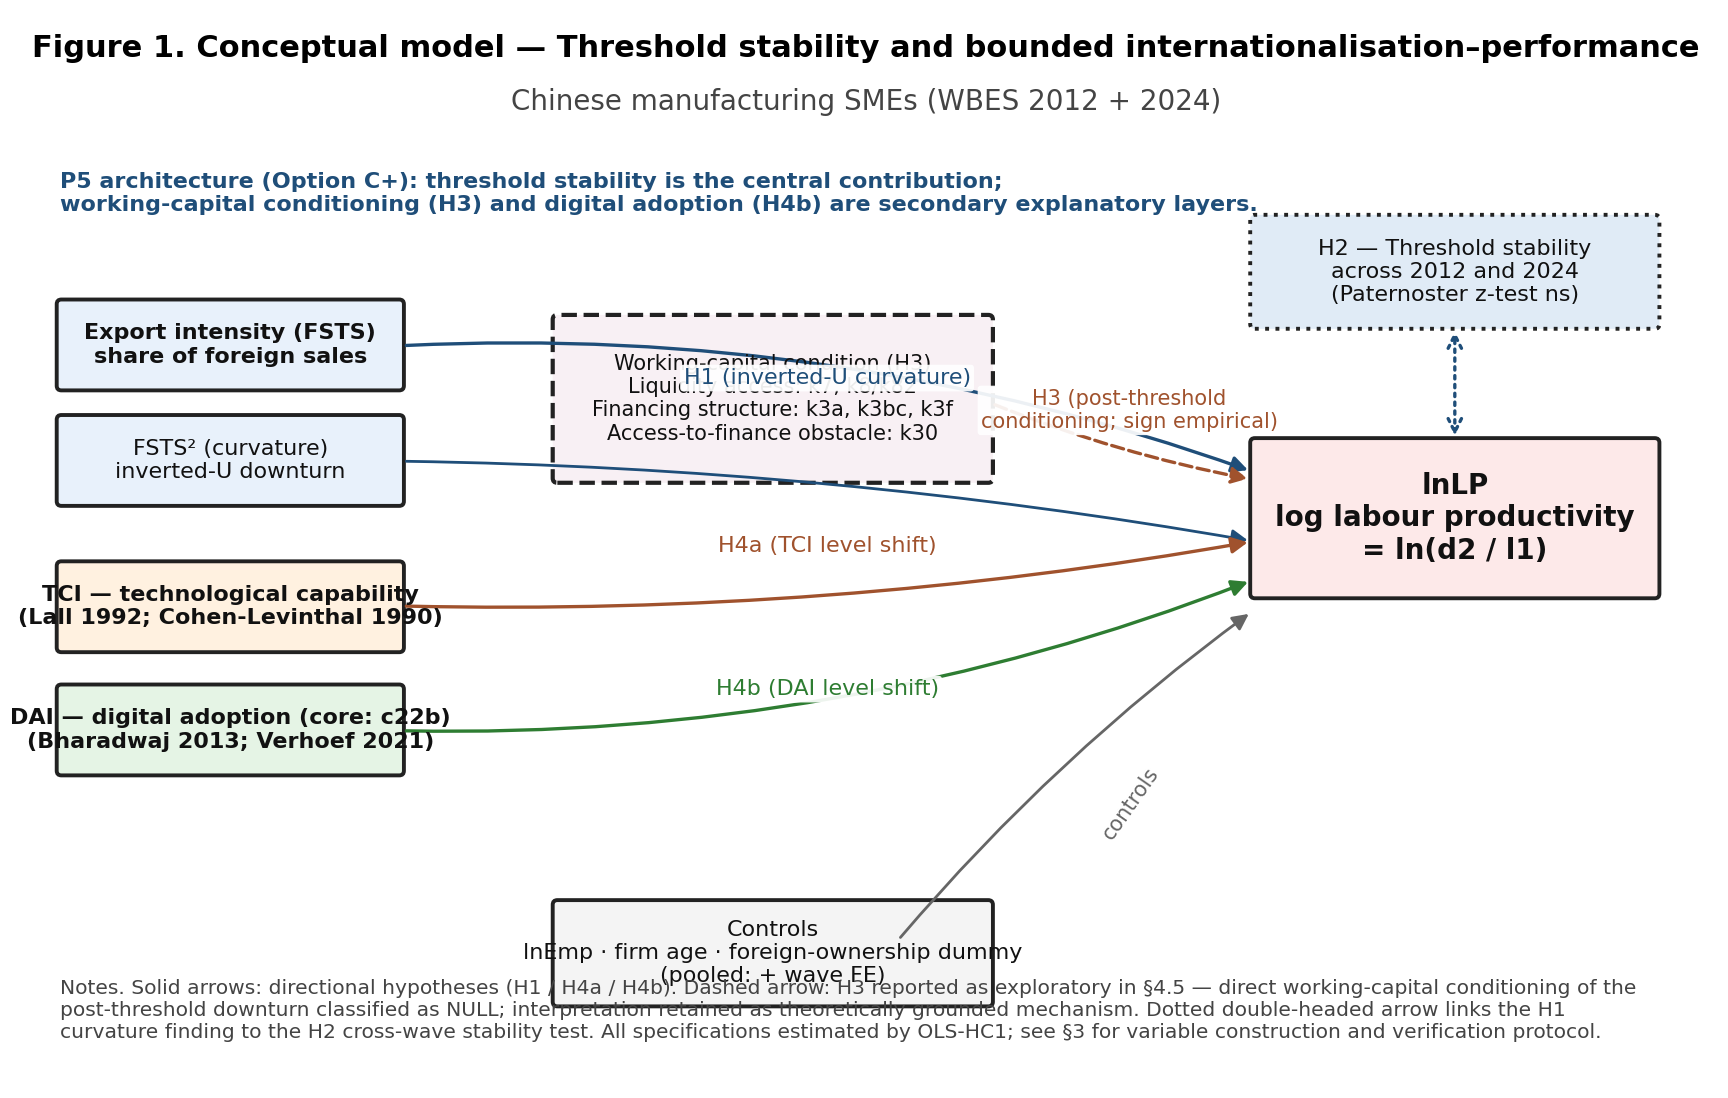 Figure 1. Conceptual model — Threshold stability and bounded internationalisation–performance
Chinese manufacturing SMEs (WBES 2012 + 2024)
P5 architecture (Option C+): threshold stability is the central contribution;
working-capital conditioning (H3) and digital adoption (H4b) are secondary explanatory layers.
H2 — Threshold stability
across 2012 and 2024
(Paternoster z-test ns)
Export intensity (FSTS)
share of foreign sales
Working-capital condition (H3)
Liquidity access: k7,
H1 (inverted-U curvature)
Financing structure: k3a, k3bc, k3f
Access-to-finance obstacle: k30
H3 (post-threshold
conditioning; sign empirical)
FSTS² (curvature)
inverted-U downturn
lnLP
log labour productivity
= ln(d2 / l1)
H4a (TCI level shift)
TCI — technological capability
(Lall 1992; Cohen-Levinthal 1990)
H4b (DAI level shift)
DAI — digital adoption (core: c22b)
(Bharadwaj 2013; Verhoef 2021)
controls
Controls
lnEmp · firm age · foreign-ownership dummy
(pooled: + wave FE)
Notes. Solid arrows: directional hypotheses (H1 / H4a / H4b). Dashed arrow: H3 reported as exploratory in §4.5 — direct working-capital conditioning of the
post-threshold downturn classified as NULL; interpretation retained as theoretically grounded mechanism. Dotted double-headed arrow links the H1
curvature finding to the H2 cross-wave stability test. All specifications estimated by OLS-HC1; see §3 for variable construction and verification protocol.